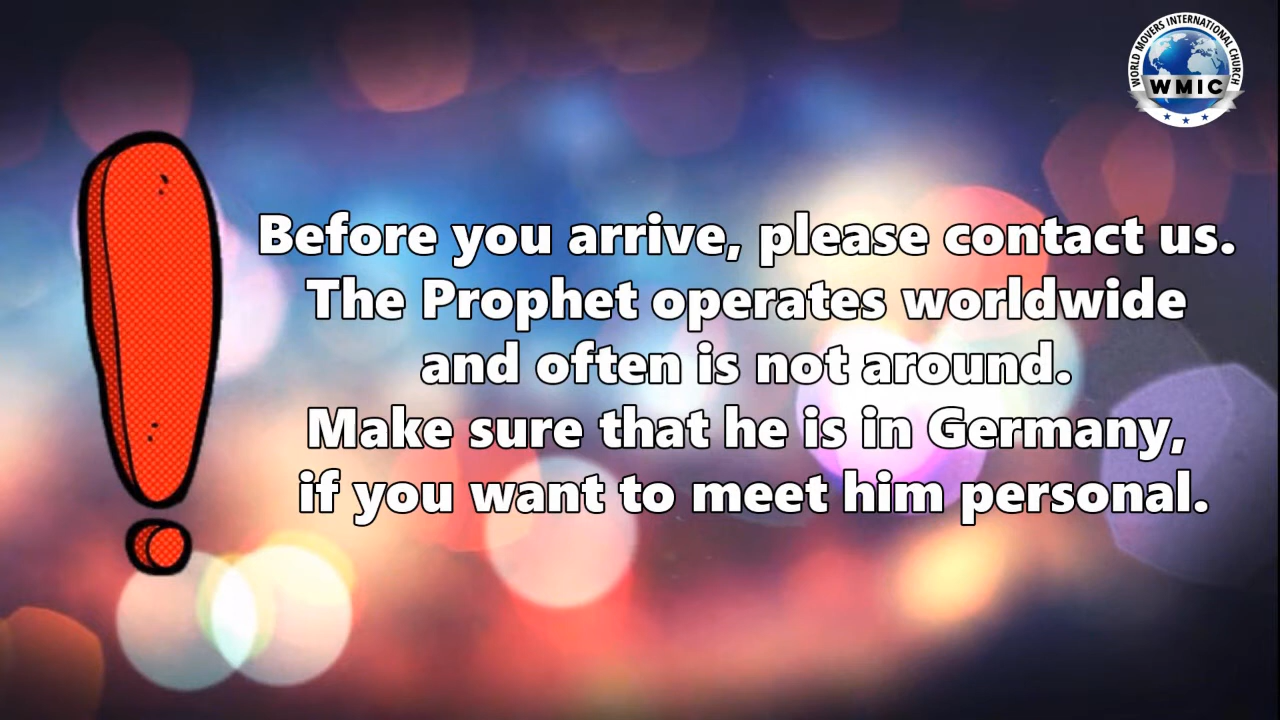 WORLD MOVERS INTERNATIONAL CHURCH
WMIC
Before you arrive, please contact us.
The Prophet operates worldwide
and often is not around.
Make sure that he is in Germany,
if you want to meet him personal.